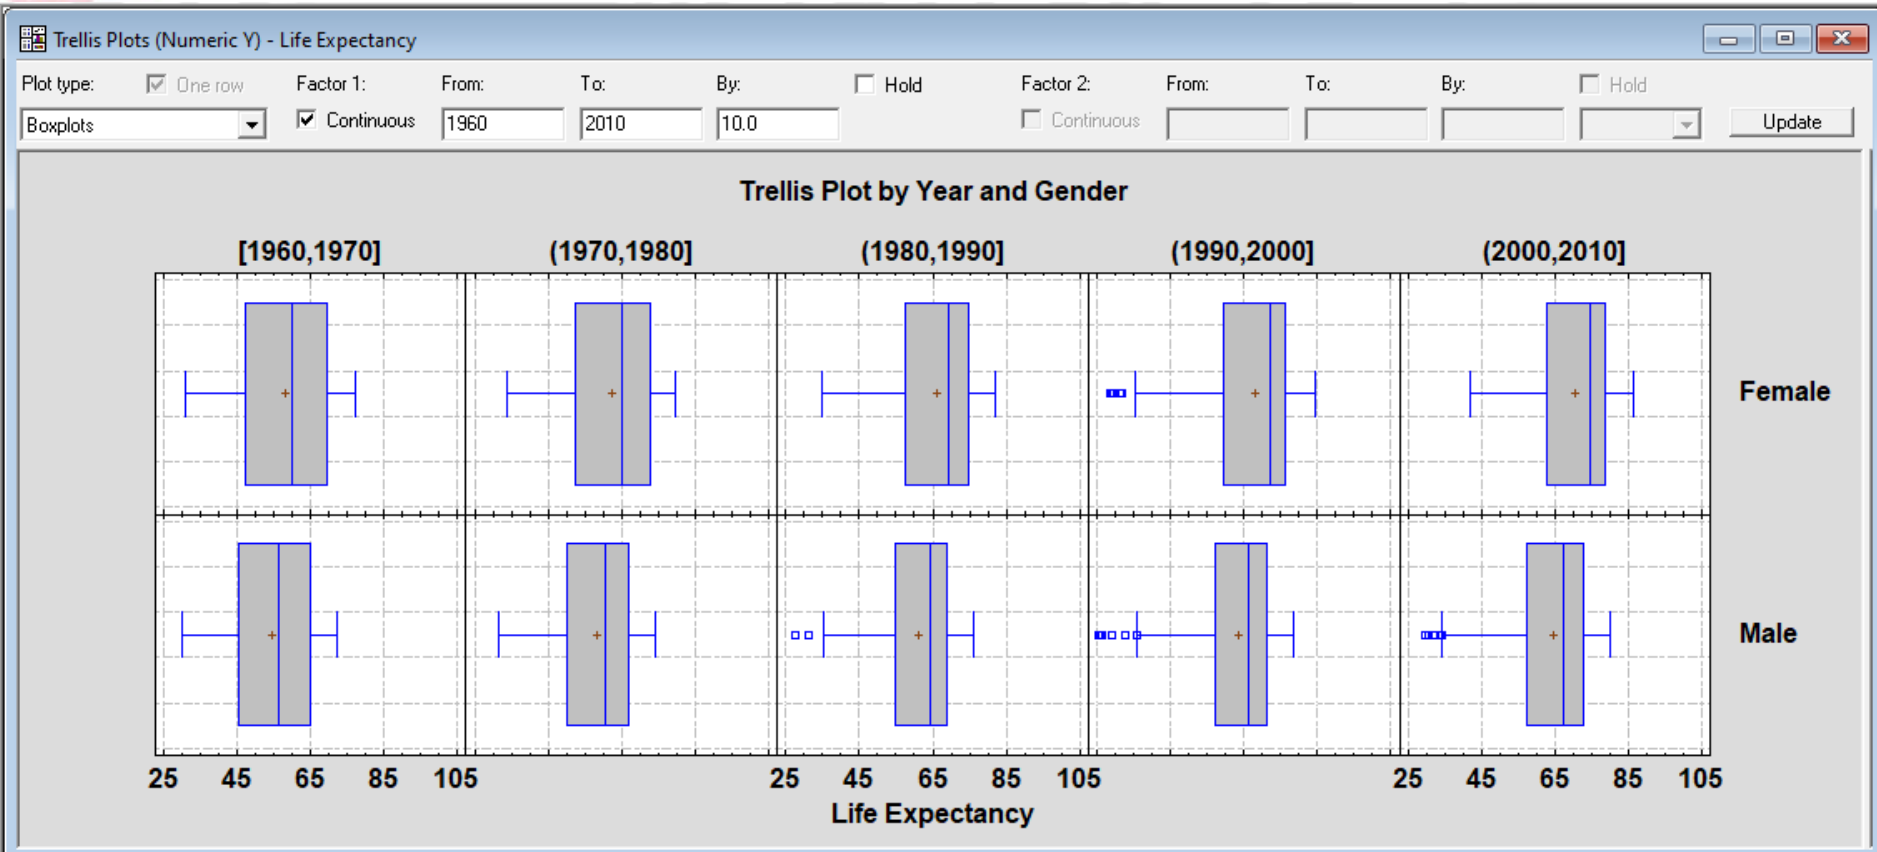 Trellis Plots (Numeric Y) - Life Expectancy
Plot type: One row Factor 1: From: To: By: Hold Factor 2: From: To: By: Hold
Boxplots Continuous 1960 2010 10.0 Continuous Update
Trellis Plot by Year and Gender
[1960,1970] (1970,1980] (1980,1990] (1990,2000] (2000,2010]
Female
Male
25 45 65 85 105 25 45 65 85 105 25 45 65 85 105
Life Expectancy